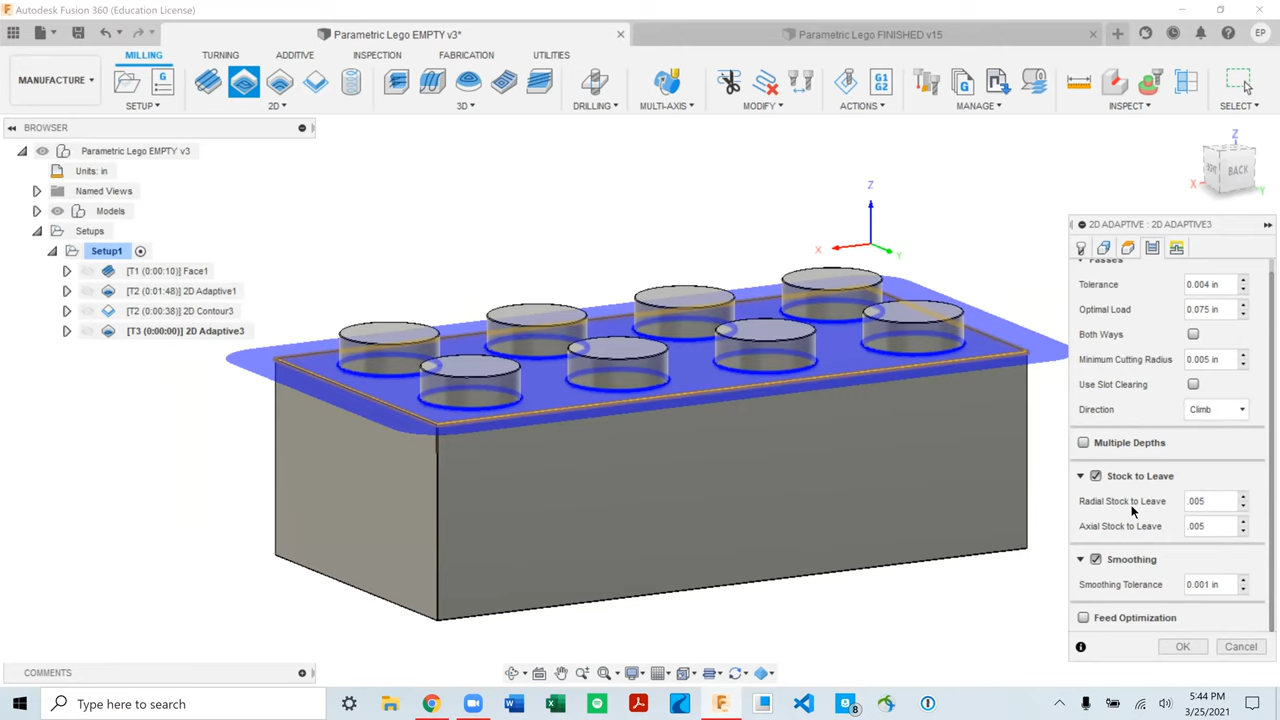 Autodesk Fusion 360 (Education License)
Parametric Lego EMPTY v3*
Parametric Lego FINISHED v15
EP
MANUFACTURE
MILLING
TURNING
ADDITIVE
INSPECTION
FABRICATION
UTILITIES
G
G1
G2
SETUP
2D
3D
DRILLING
MULTI-AXIS
MODIFY
ACTIONS
MANAGE
INSPECT
SELECT
BROWSER
Parametric Lego EMPTY v3
Units: in
Named Views
Models
Setups
Setup1
[T1 (0:00:10)] Face1
[T2 (0:01:48)] 2D Adaptive1
[T2 (0:00:38)] 2D Contour3
[T3 (0:00:00)] 2D Adaptive3
Z
X
Y
Z
BACK
X
Y
2D ADAPTIVE : 2D ADAPTIVE3
Passes
Tolerance 0.004 in
Optimal Load 0.075 in
Both Ways
Minimum Cutting Radius 0.005 in
Use Slot Clearing
Direction Climb
Multiple Depths
Stock to Leave
Radial Stock to Leave .005
Axial Stock to Leave .005
Smoothing
Smoothing Tolerance 0.001 in
Feed Optimization
OK Cancel
COMMENTS
Type here to search
8
5:44 PM
3/25/2021